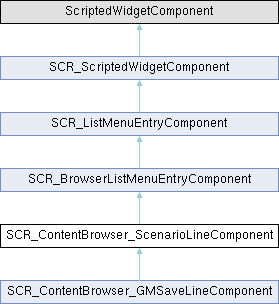 ScriptedWidgetComponent
SCR_ScriptedWidgetComponent
SCR_ListMenuEntryComponent
SCR_BrowserListMenuEntryComponent
SCR_ContentBrowser_ScenarioLineComponent
SCR_ContentBrowser_GMSaveLineComponent